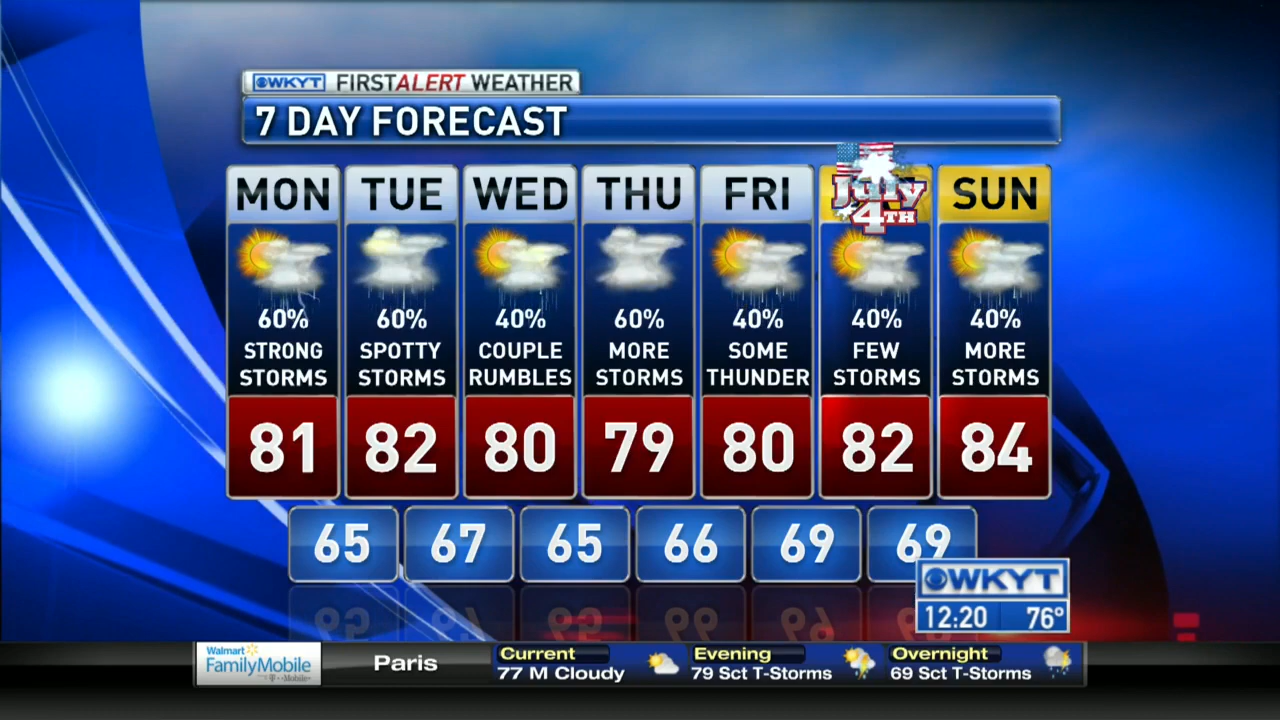 WKYT FIRSTALERT WEATHER
7 DAY FORECAST
MON TUE WED THU FRI July 4TH SUN
60% 60% 40% 60% 40% 40% 40%
STRONG SPOTTY COUPLE MORE SOME FEW MORE
STORMS STORMS RUMBLES STORMS THUNDER STORMS STORMS
81 82 80 79 80 82 84
65 67 65 66 69 69
WKYT
12:20 76°
Walmart
FamilyMobile
T-Mobile
Paris
Current
77 M Cloudy
Evening
79 Sct T-Storms
Overnight
69 Sct T-Storms